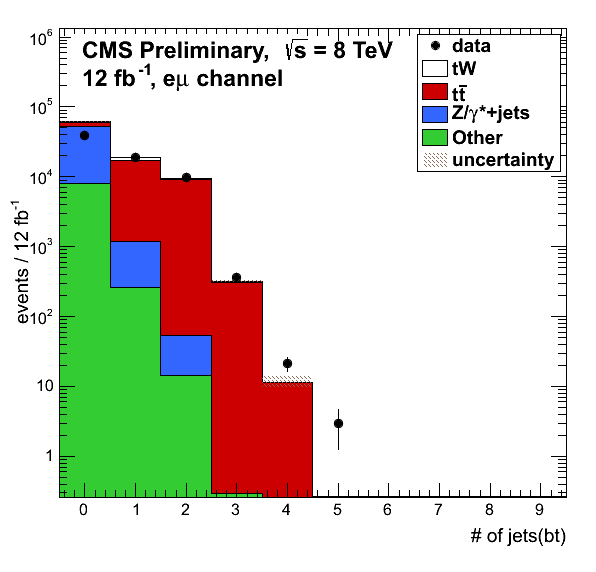 CMS Preliminary, √s = 8 TeV
12 fb⁻¹, eμ channel
data
tW
tt̄
Z/γ*+jets
Other
uncertainty
events / 12 fb⁻¹
10⁶
10⁵
10⁴
10³
10²
10
1
0 1 2 3 4 5 6 7 8 9
# of jets(bt)